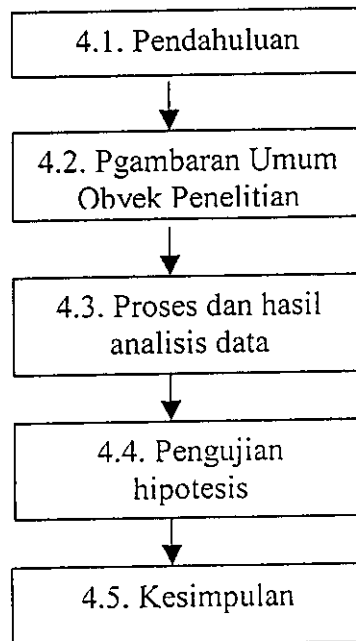 4.1. Pendahuluan
4.2. Pgambaran Umum
Obyek Penelitian
4.3. Proses dan hasil
analisis data
4.4. Pengujian
hipotesis
4.5. Kesimpulan